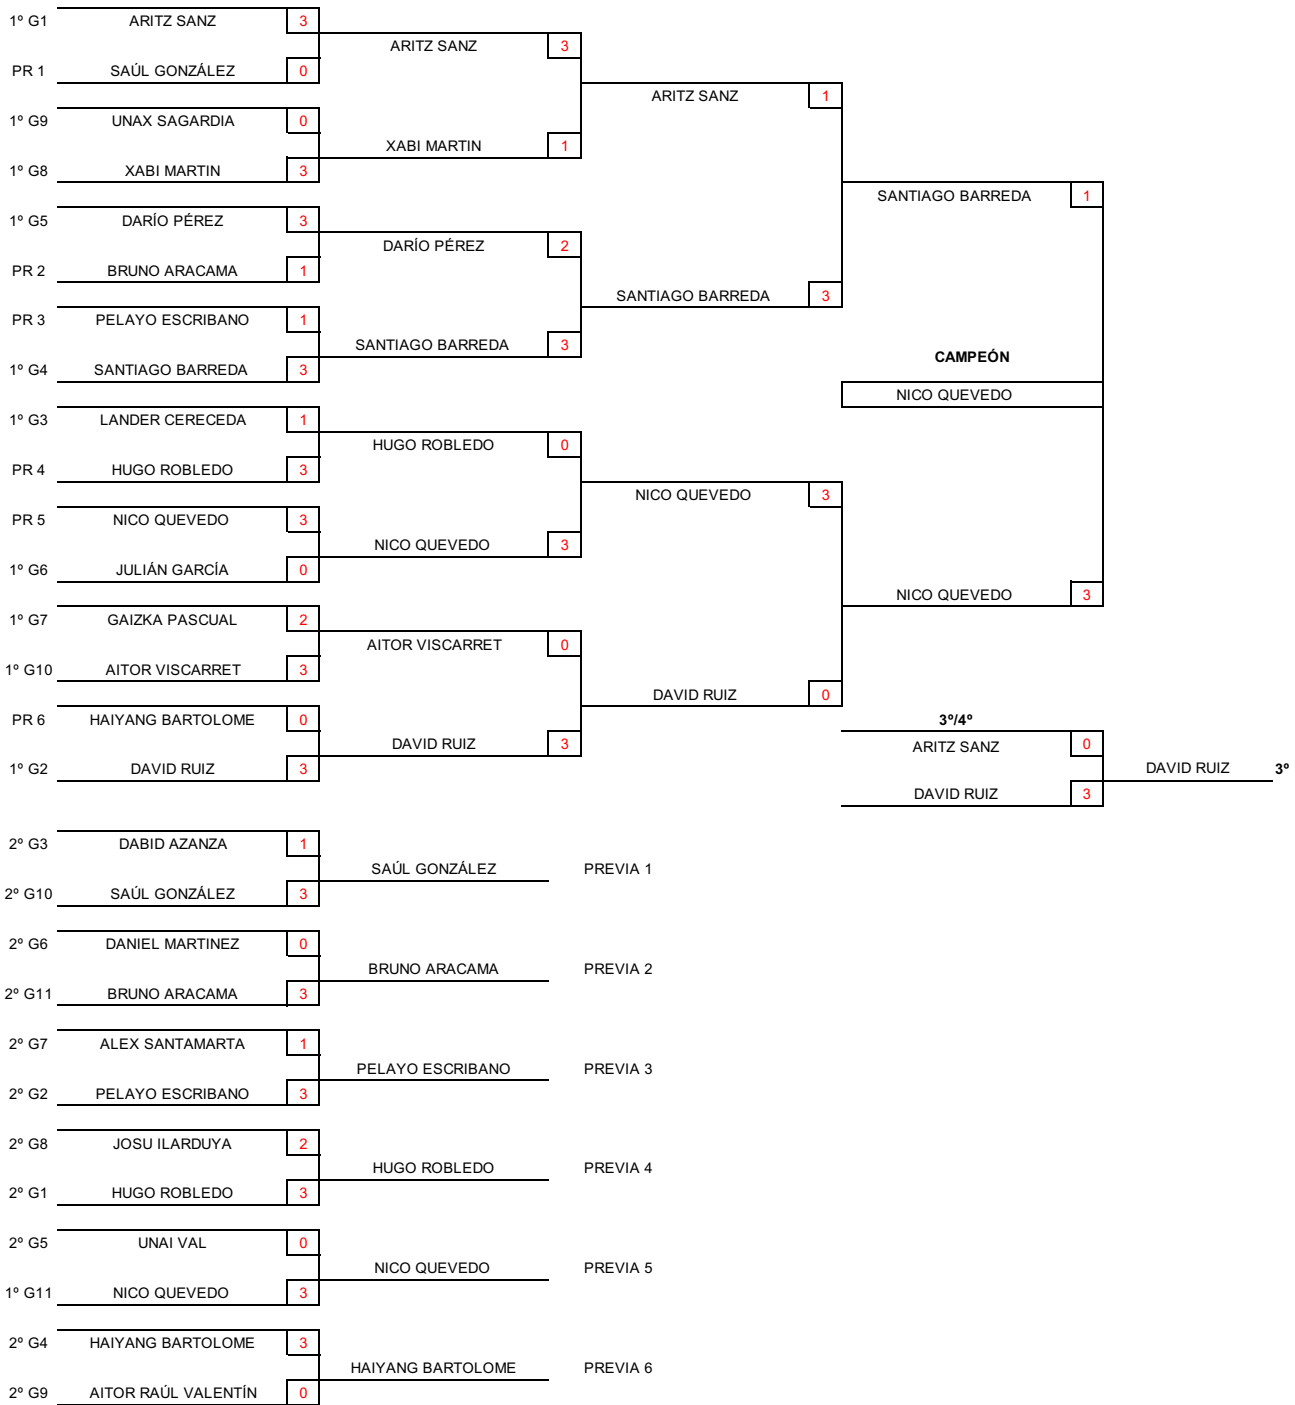 1º G1 ARITZ SANZ 3
ARITZ SANZ 3
PR 1 SAÚL GONZÁLEZ 0
ARITZ SANZ 1
1º G9 UNAX SAGARDIA 0
XABI MARTIN 1
1º G8 XABI MARTIN 3
SANTIAGO BARREDA 1
1º G5 DARÍO PÉREZ 3
DARÍO PÉREZ 2
PR 2 BRUNO ARACAMA 1
SANTIAGO BARREDA 3
PR 3 PELAYO ESCRIBANO 1
SANTIAGO BARREDA 3
CAMPEÓN
1º G4 SANTIAGO BARREDA 3
NICO QUEVEDO
1º G3 LANDER CERECEDA 1
HUGO ROBLEDO 0
PR 4 HUGO ROBLEDO 3
NICO QUEVEDO 3
PR 5 NICO QUEVEDO 3
NICO QUEVEDO 3
1º G6 JULIÁN GARCÍA 0
NICO QUEVEDO 3
1º G7 GAIZKA PASCUAL 2
AITOR VISCARRET 0
1º G10 AITOR VISCARRET 3
DAVID RUIZ 0
PR 6 HAIYANG BARTOLOME 0
3º/4º
DAVID RUIZ 3
ARITZ SANZ 0
1º G2 DAVID RUIZ 3
DAVID RUIZ 3º
DAVID RUIZ 3
2º G3 DABID AZANZA 1
SAÚL GONZÁLEZ PREVIA 1
2º G10 SAÚL GONZÁLEZ 3
2º G6 DANIEL MARTINEZ 0
BRUNO ARACAMA PREVIA 2
2º G11 BRUNO ARACAMA 3
2º G7 ALEX SANTAMARTA 1
PELAYO ESCRIBANO PREVIA 3
2º G2 PELAYO ESCRIBANO 3
2º G8 JOSU ILARDUYA 2
HUGO ROBLEDO PREVIA 4
2º G1 HUGO ROBLEDO 3
2º G5 UNAI VAL 0
NICO QUEVEDO PREVIA 5
1º G11 NICO QUEVEDO 3
2º G4 HAIYANG BARTOLOME 3
HAIYANG BARTOLOME PREVIA 6
2º G9 AITOR RAÚL VALENTÍN 0